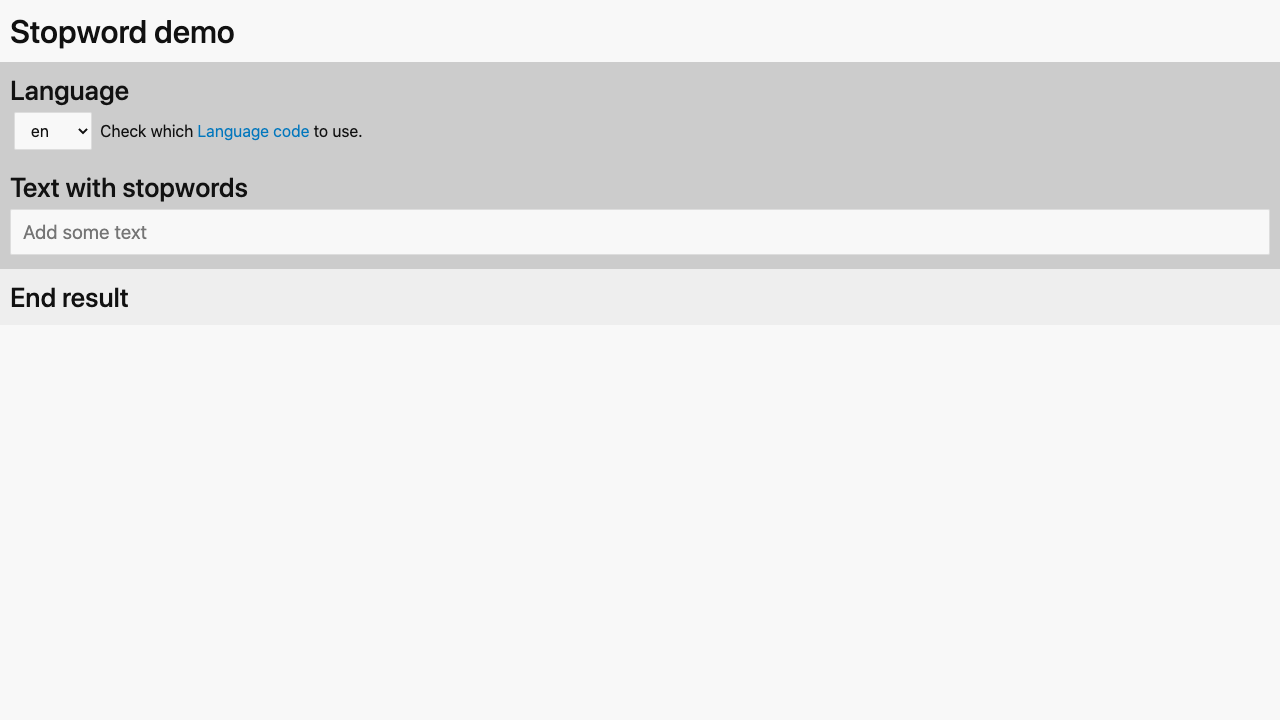 Stopword demo
Language
en Check which Language code to use.
Text with stopwords
Add some text
End result